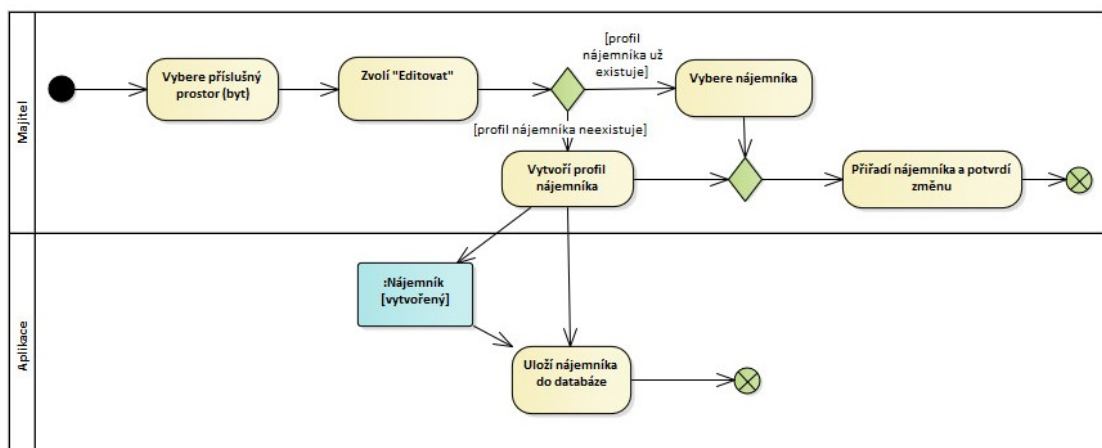 Majitel
Vybere příslušný
prostor (byt)
Zvolí "Editovat"
[profil
nájemníka už
existuje]
Vybere nájemníka
[profil nájemníka neexistuje]
Vytvoří profil
nájemníka
Přiřadí nájemníka a potvrdí
změnu
Aplikace
:Nájemník
[vytvořený]
Uloží nájemníka
do databáze